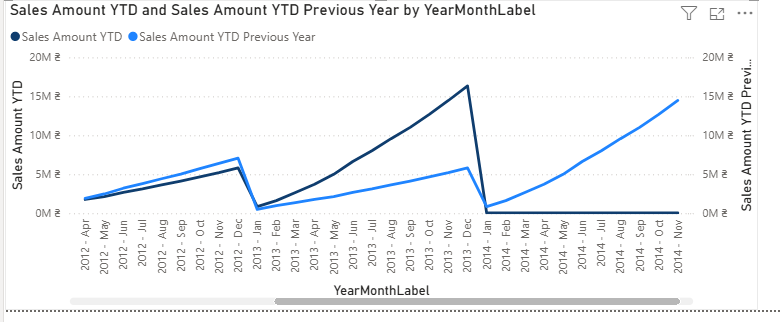 Sales Amount YTD and Sales Amount YTD Previous Year by YearMonthLabel
Sales Amount YTD Sales Amount YTD Previous Year
Sales Amount YTD
20M ₴
15M ₴
10M ₴
5M ₴
0M ₴
20M ₴
15M ₴
10M ₴
5M ₴
0M ₴
Sales Amount YTD Previ...
2012 - Apr
2012 - May
2012 - Jun
2012 - Jul
2012 - Aug
2012 - Sep
2012 - Oct
2012 - Nov
2012 - Dec
2013 - Jan
2013 - Feb
2013 - Mar
2013 - Apr
2013 - May
2013 - Jun
2013 - Jul
2013 - Aug
2013 - Sep
2013 - Oct
2013 - Nov
2013 - Dec
2014 - Jan
2014 - Feb
2014 - Mar
2014 - Apr
2014 - May
2014 - Jun
2014 - Jul
2014 - Aug
2014 - Sep
2014 - Oct
2014 - Nov
YearMonthLabel